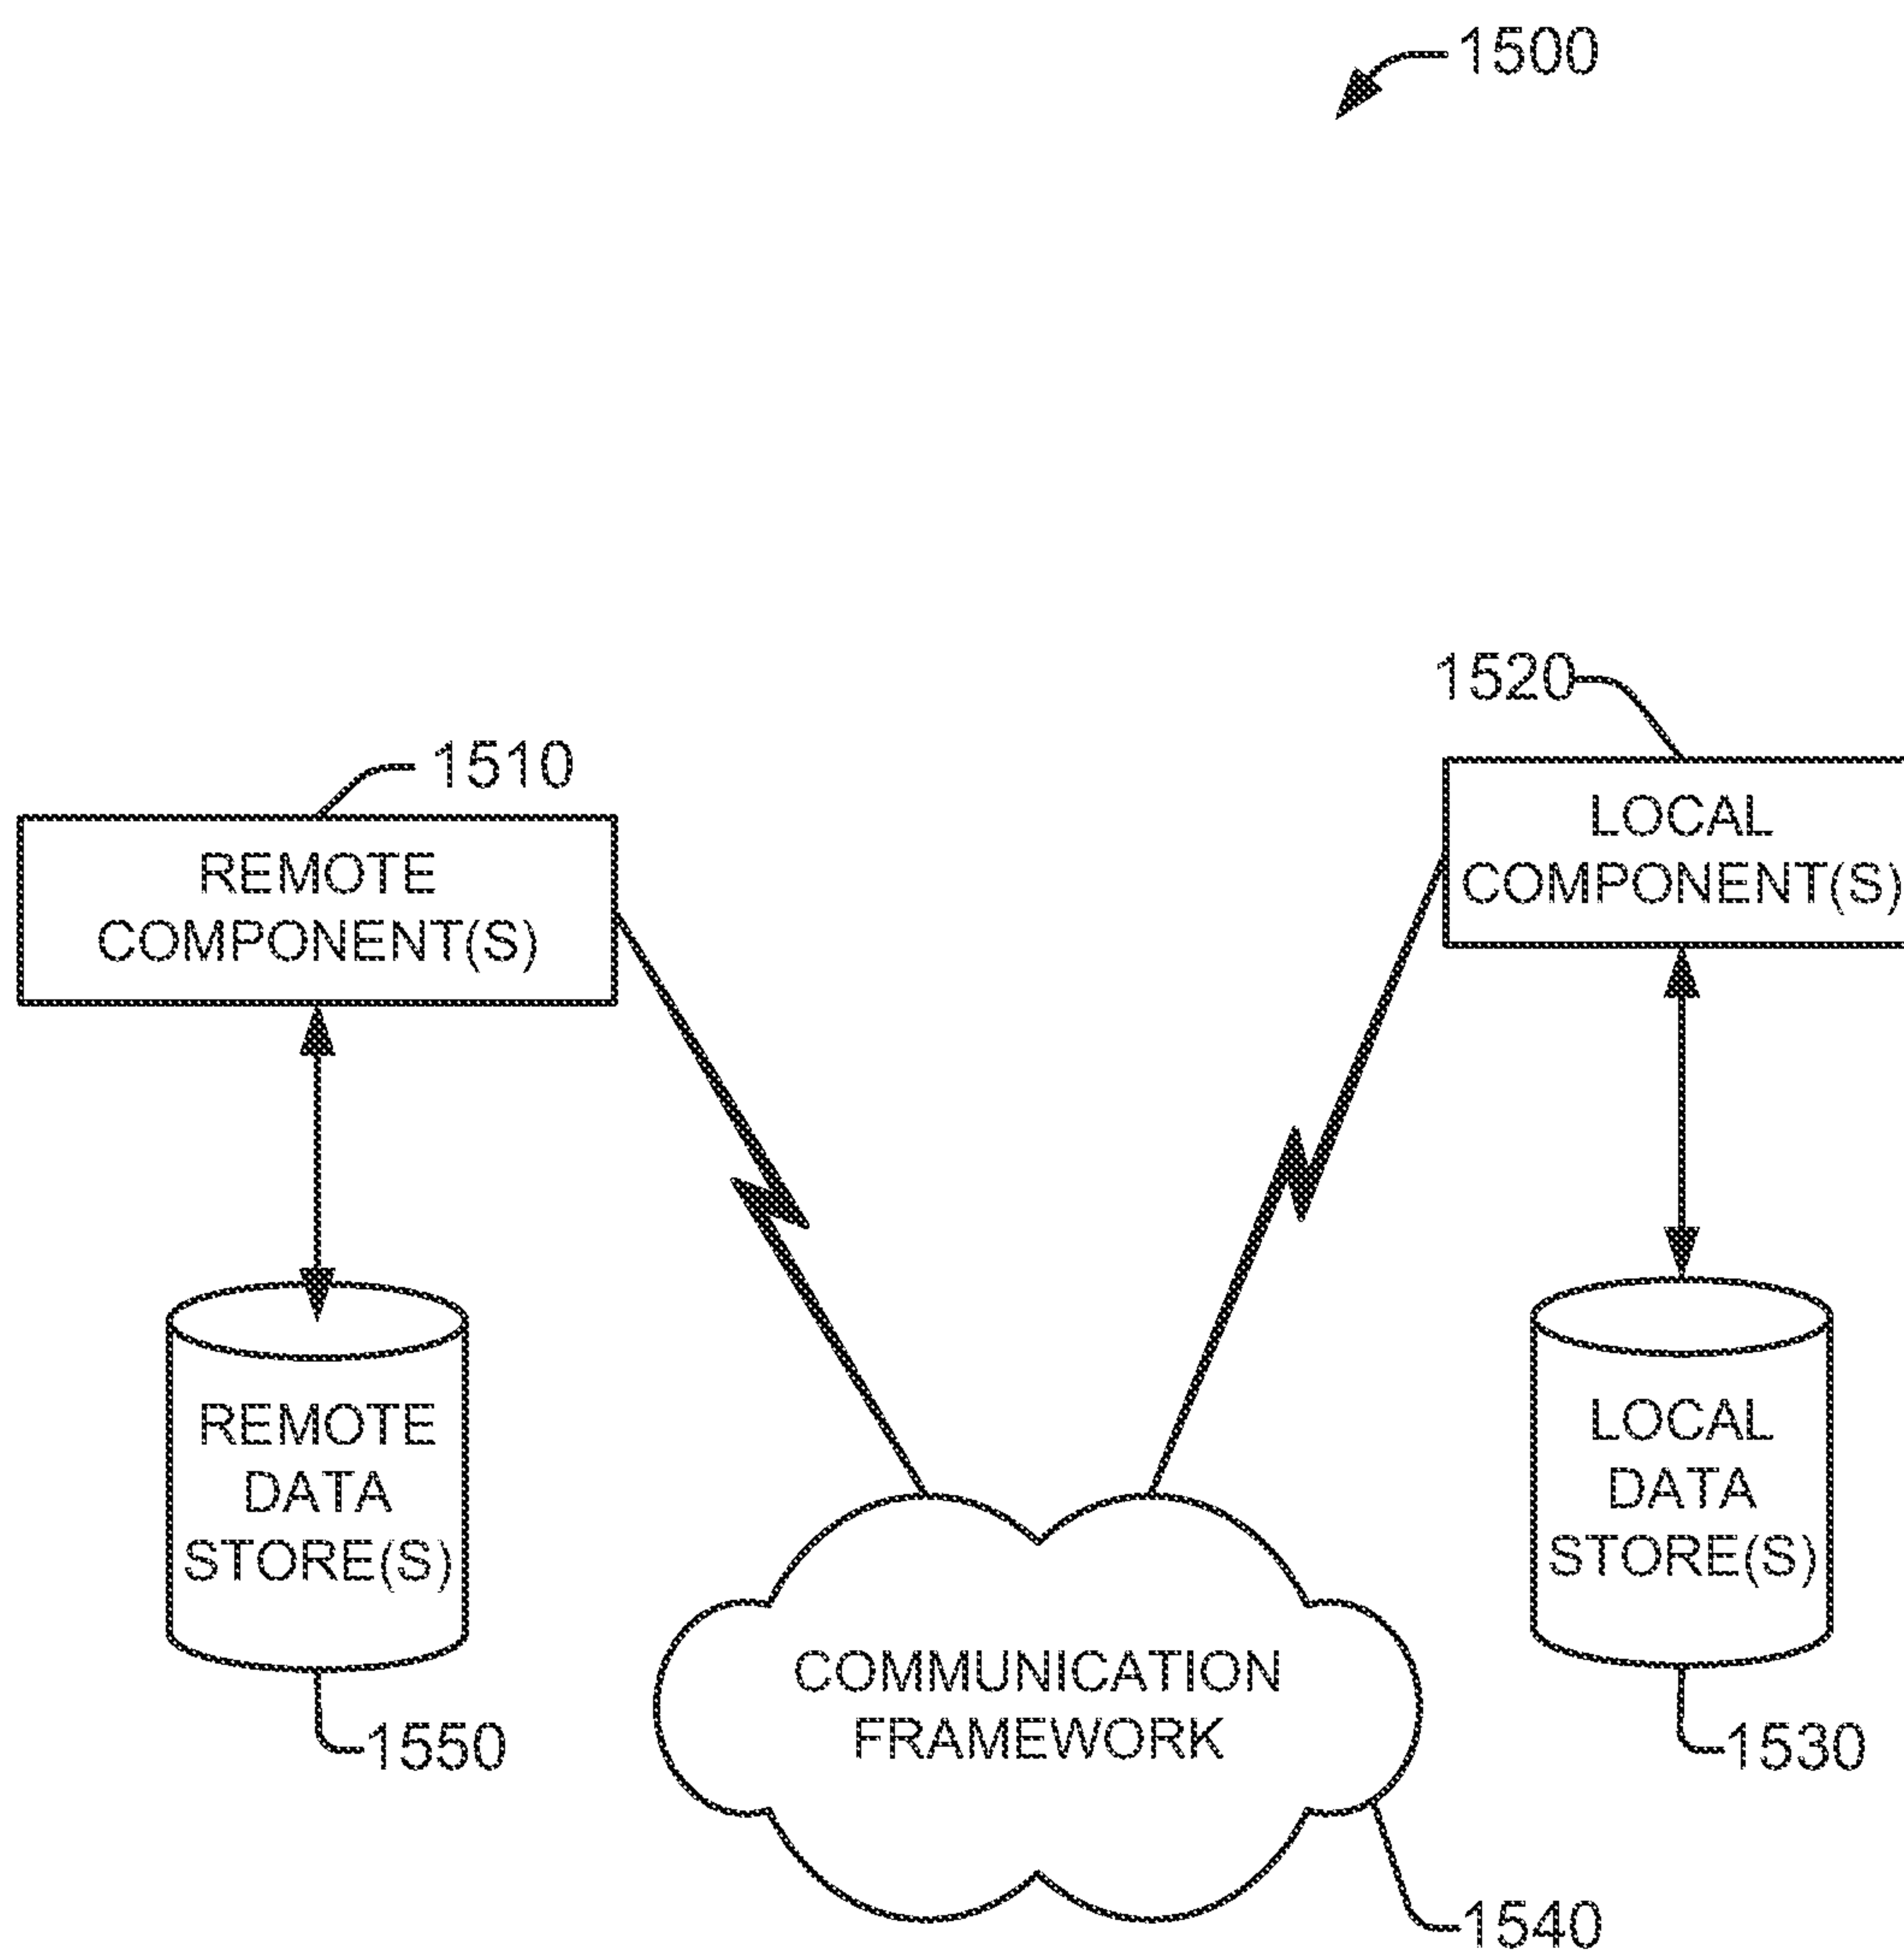 1500
1520
1510
LOCAL
COMPONENT(S)
REMOTE
COMPONENT(S)
REMOTE
DATA
STORE(S)
LOCAL
DATA
STORE(S)
COMMUNICATION
FRAMEWORK
1550
1530
1540